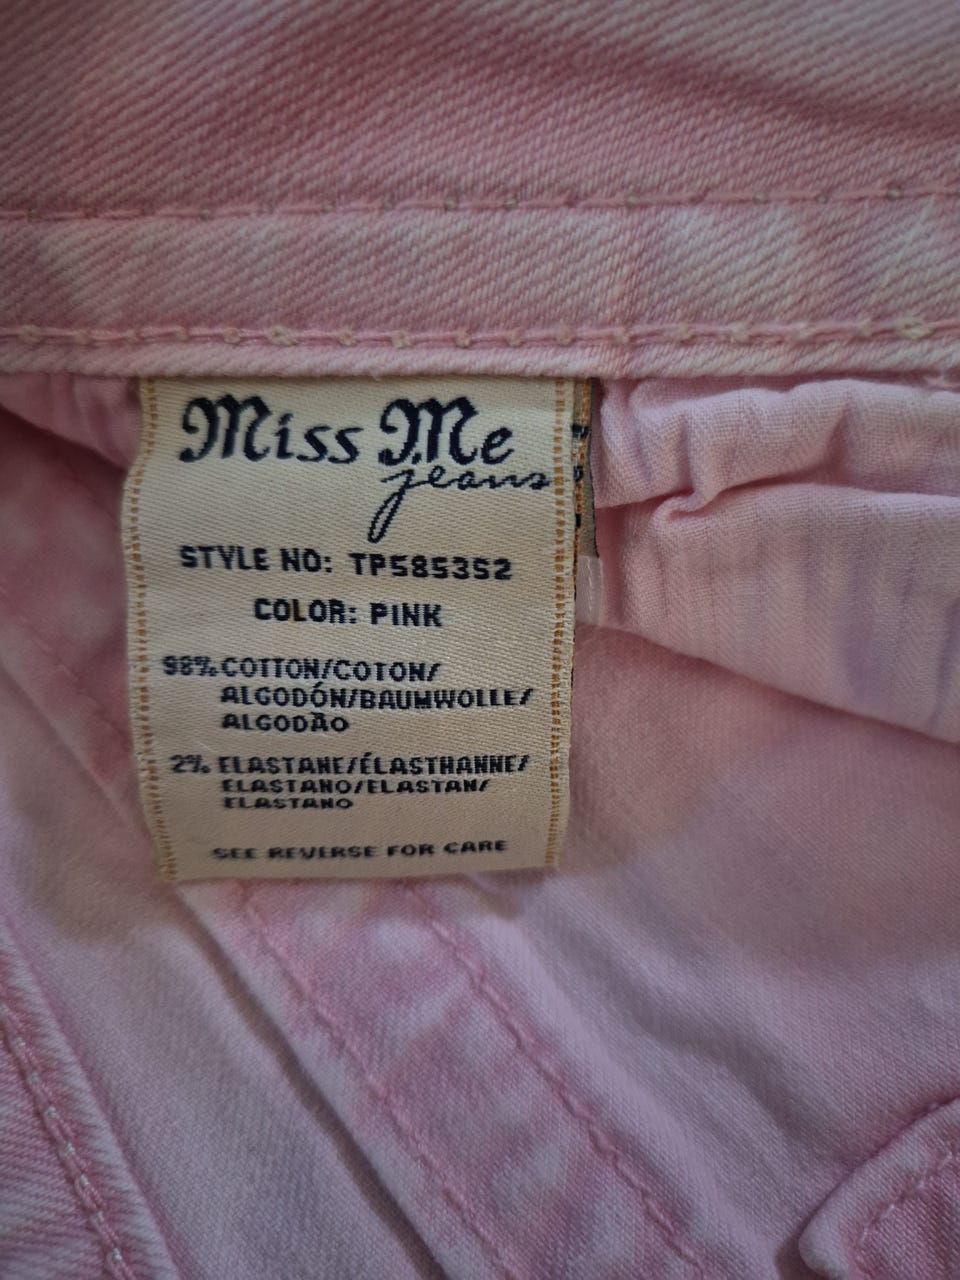 Miss Me
jeans
STYLE NO: TP5853S2
COLOR: PINK
98% COTTON/COTON/
ALGODÓN/BAUMWOLLE/
ALGODÃO
2% ELASTANE/ÉLASTHANNE/
ELASTANO/ELASTAN/
ELASTANO
SEE REVERSE FOR CARE